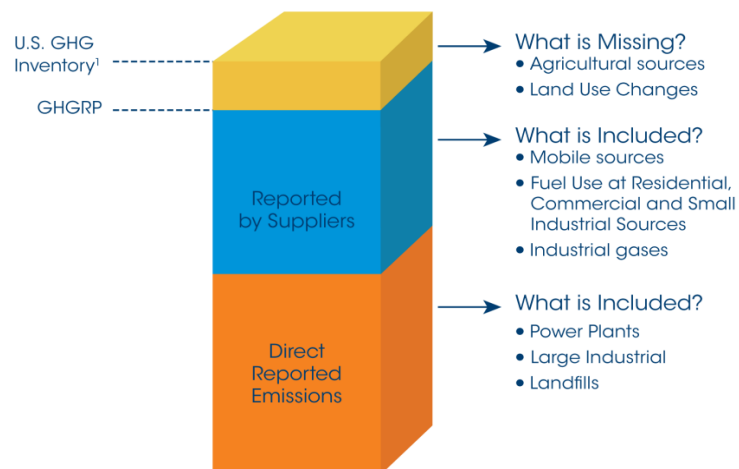 U.S. GHG
Inventory¹
GHGRP
Reported
by Suppliers
Direct
Reported
Emissions
What is Missing?
• Agricultural sources
• Land Use Changes
What is Included?
• Mobile sources
• Fuel Use at Residential,
Commercial and Small
Industrial Sources
• Industrial gases
What is Included?
• Power Plants
• Large Industrial
• Landfills